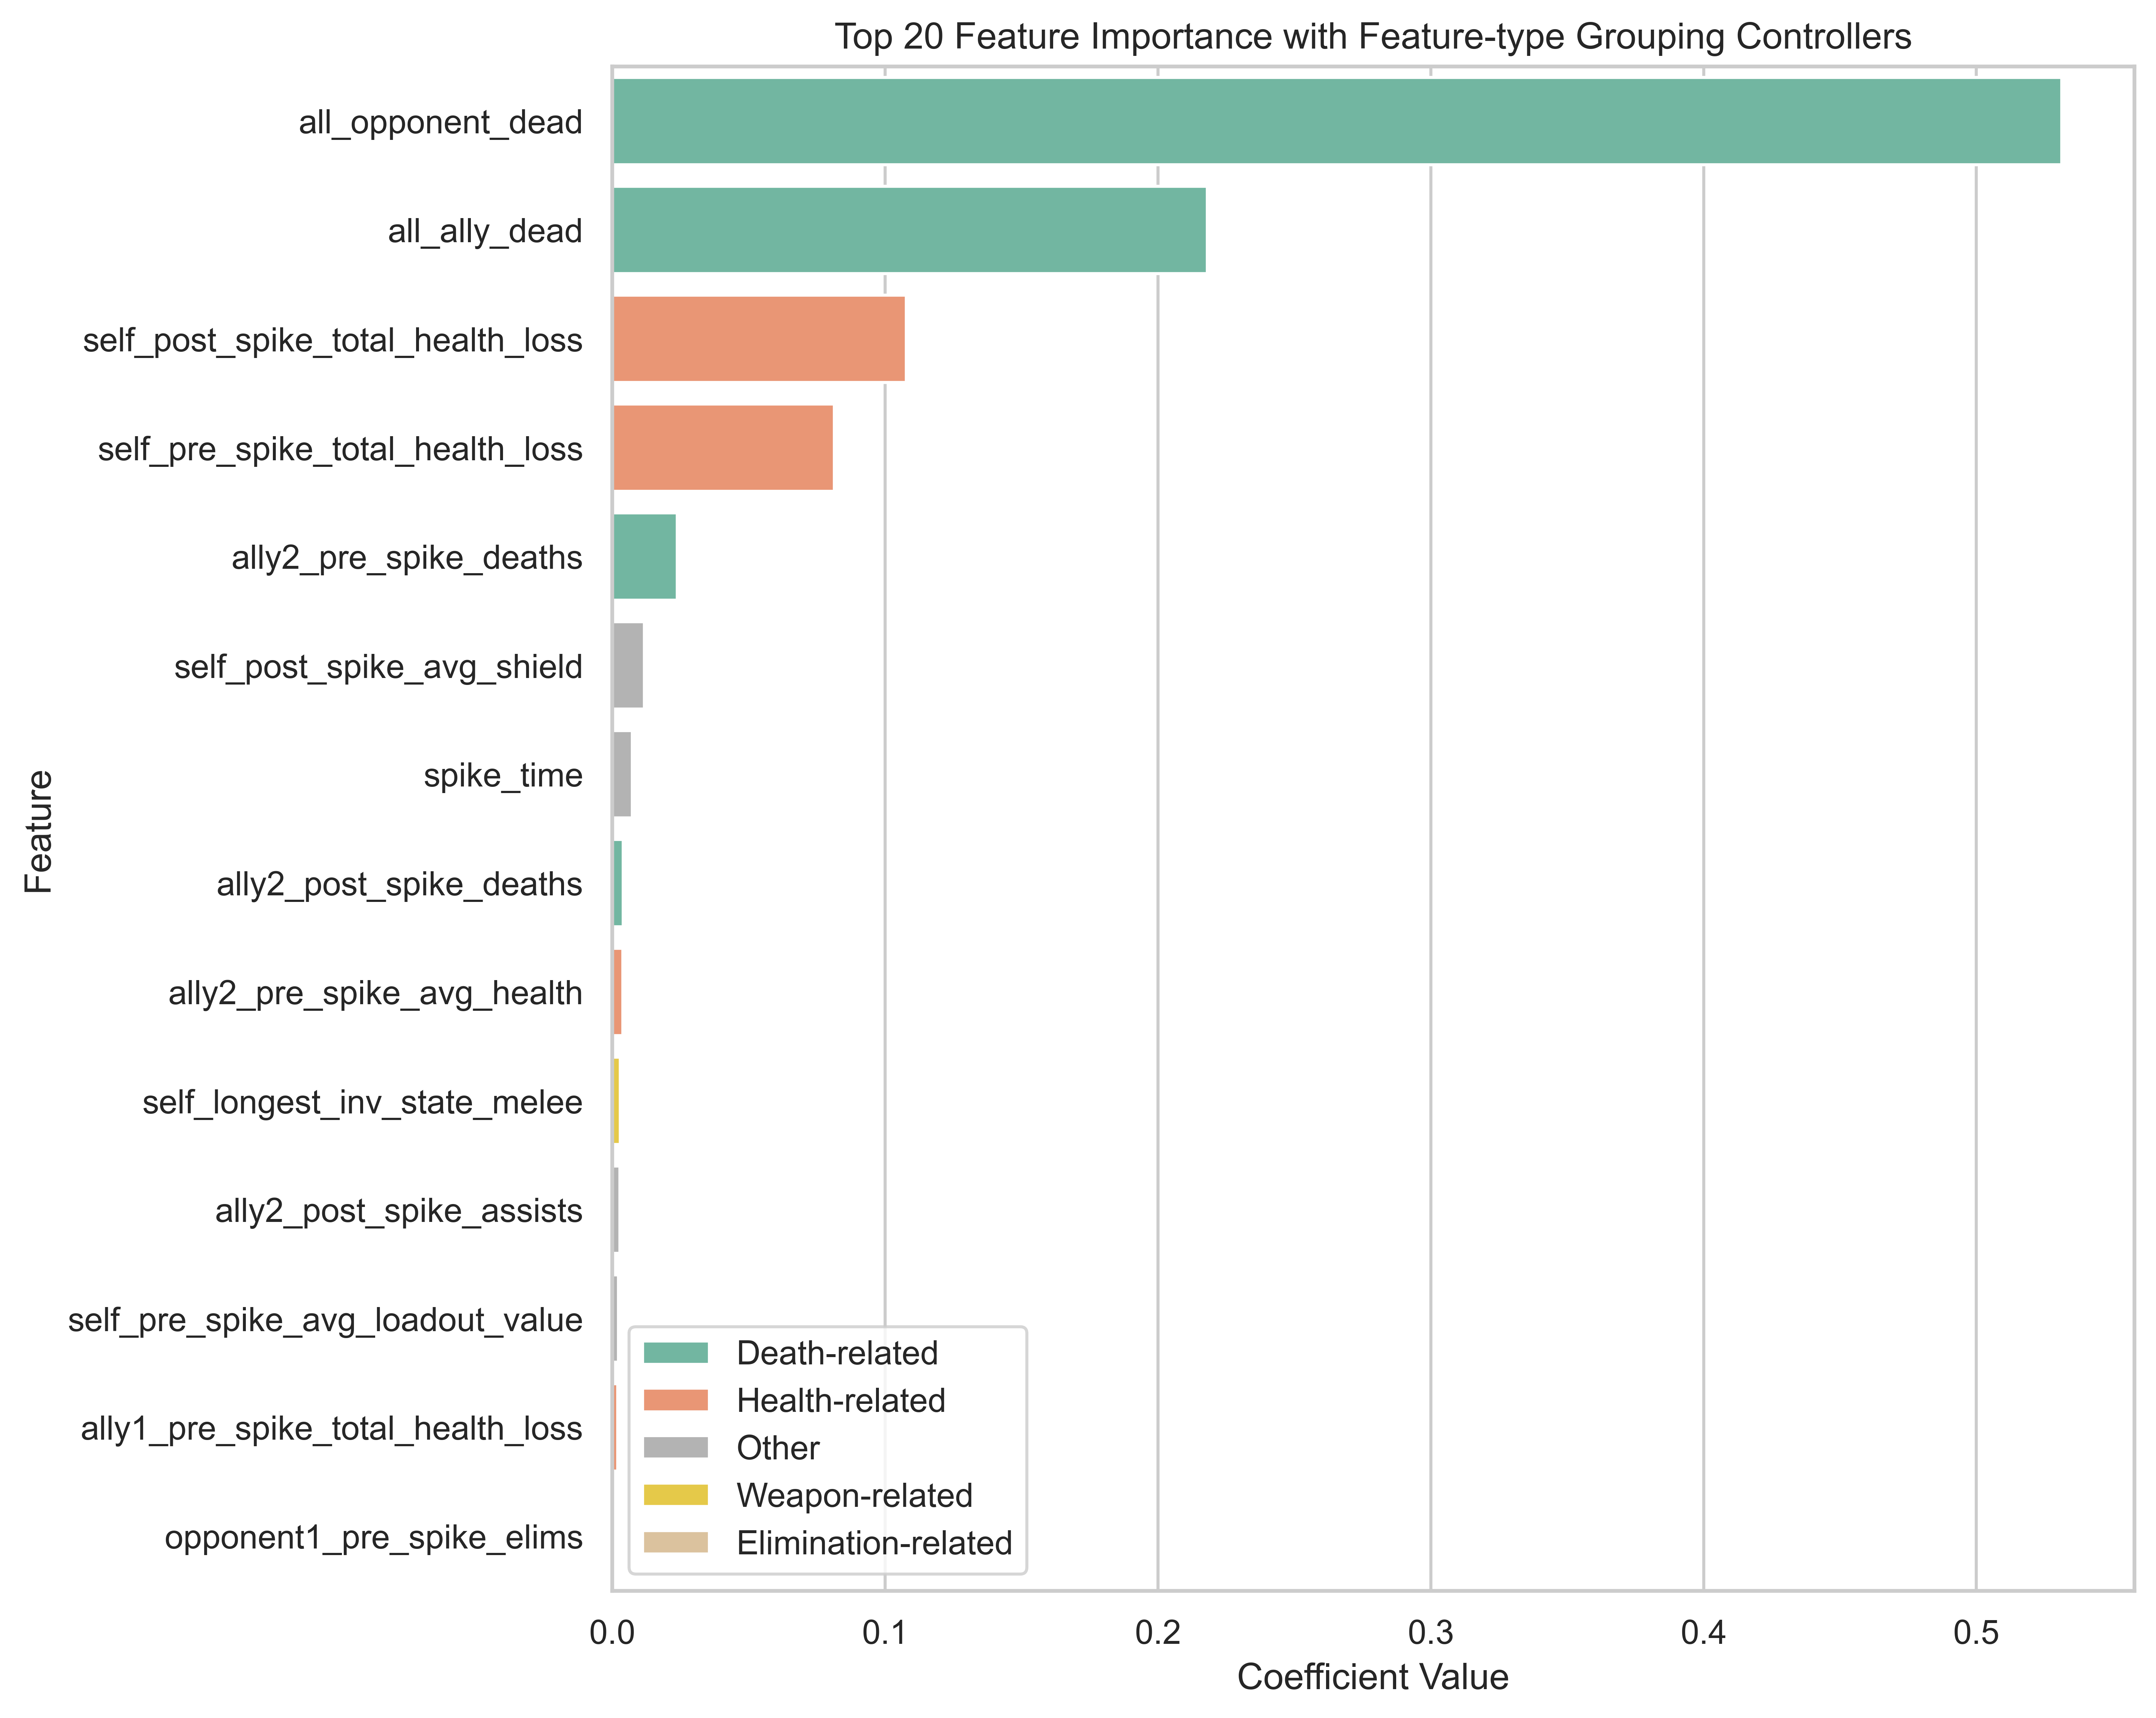 Top 20 Feature Importance with Feature-type Grouping Controllers
Feature
all_opponent_dead
all_ally_dead
self_post_spike_total_health_loss
self_pre_spike_total_health_loss
ally2_pre_spike_deaths
self_post_spike_avg_shield
spike_time
ally2_post_spike_deaths
ally2_pre_spike_avg_health
self_longest_inv_state_melee
ally2_post_spike_assists
self_pre_spike_avg_loadout_value
ally1_pre_spike_total_health_loss
opponent1_pre_spike_elims
Death-related
Health-related
Other
Weapon-related
Elimination-related
0.0 0.1 0.2 0.3 0.4 0.5
Coefficient Value